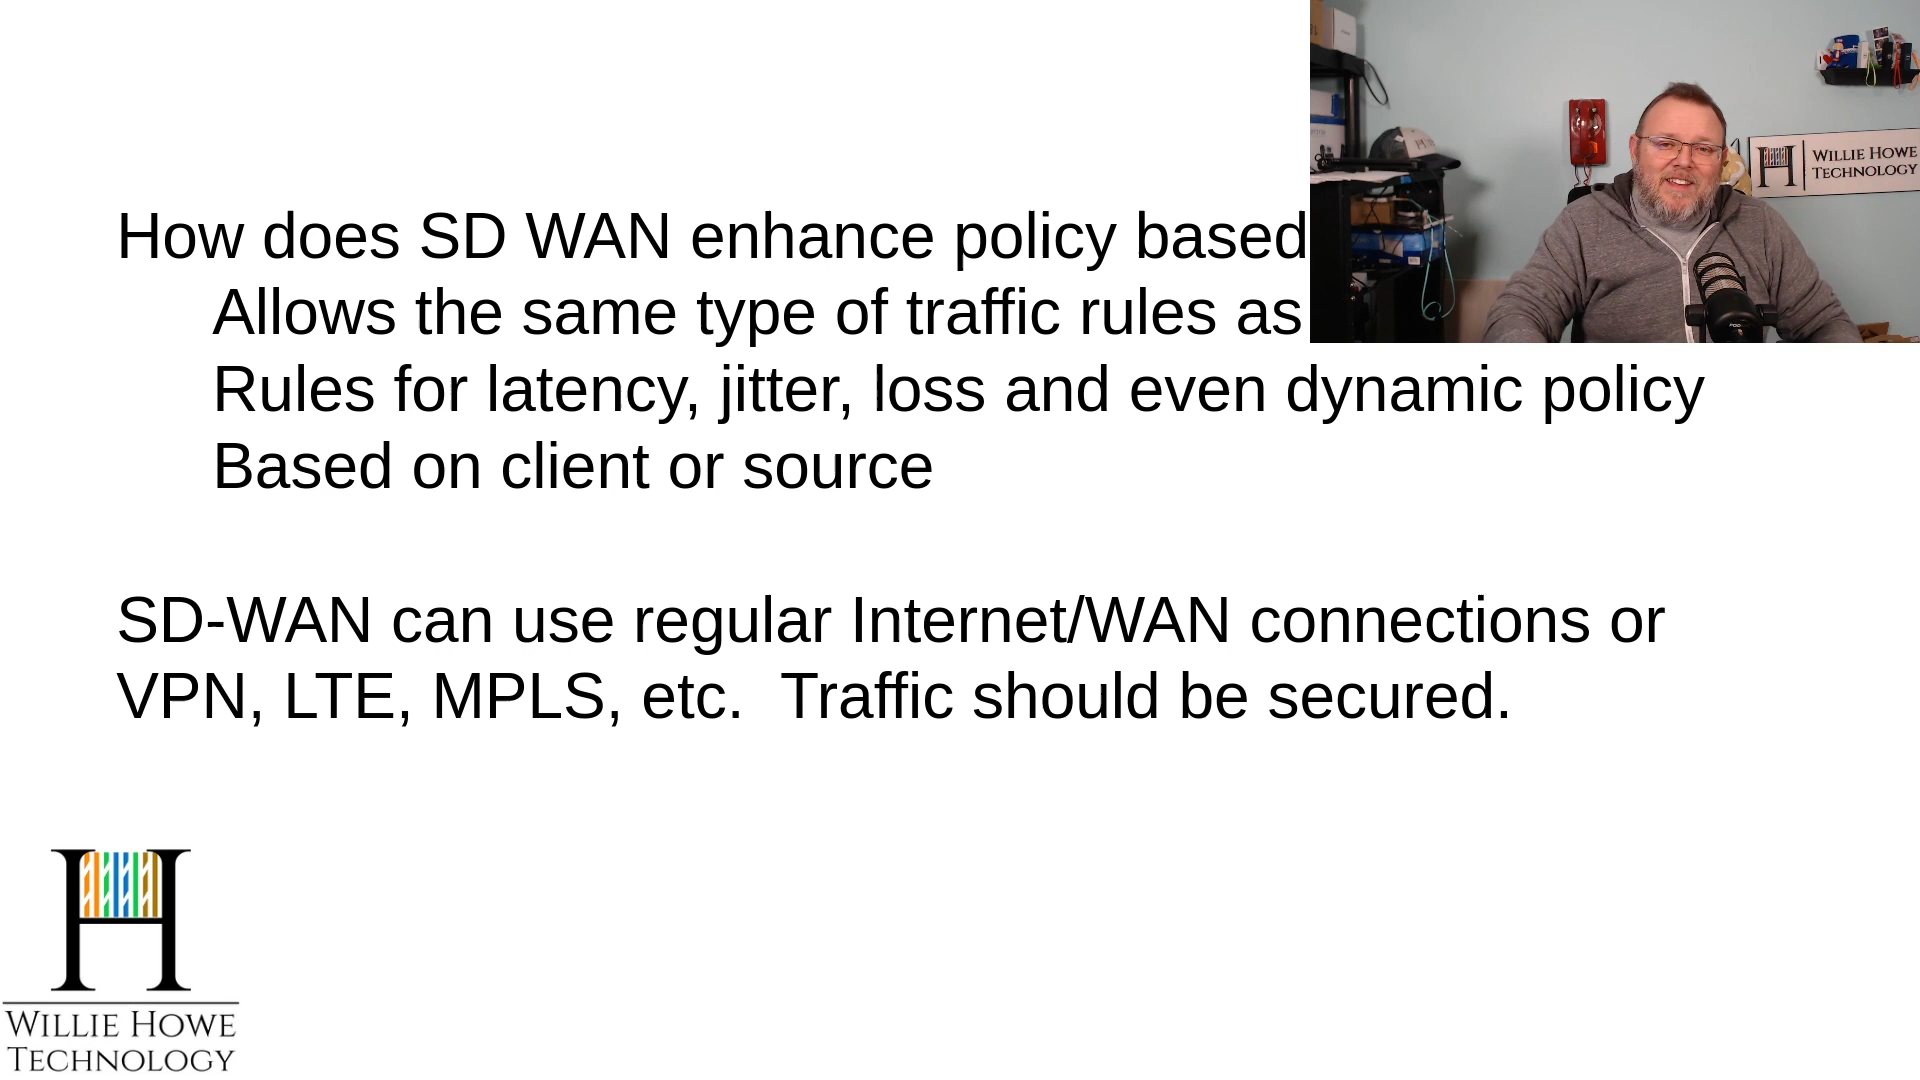 How does SD WAN enhance policy based
Allows the same type of traffic rules as
Rules for latency, jitter, loss and even dynamic policy
Based on client or source
SD-WAN can use regular Internet/WAN connections or
VPN, LTE, MPLS, etc.  Traffic should be secured.
WILLIE HOWE
TECHNOLOGY
WILLIE HOWE
TECHNOLOGY